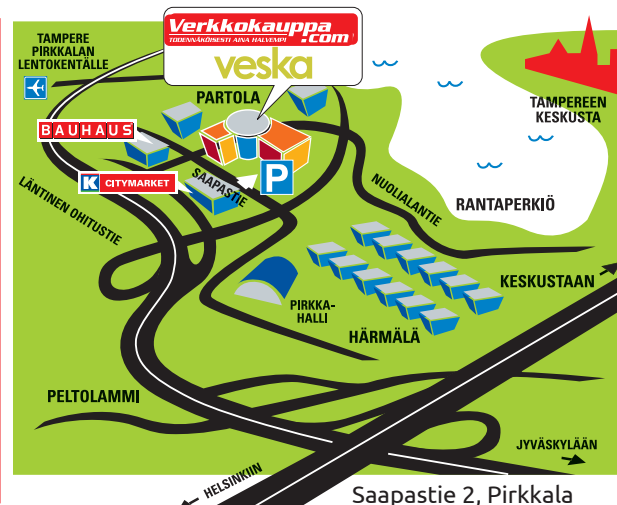 Verkkokauppa
.com
TODENNÄKÖISESTI AINA HALVEMPI
veska
TAMPERE
PIRKKALAN
LENTOKENTÄLLE
PARTOLA
TAMPEREEN
KESKUSTA
BAUHAUS
K CITYMARKET
SAAPASTIE
P
NUOLIALANTIE
RANTAPERKIÖ
LÄNTINEN OHITUSTIE
KESKUSTAAN
PIRKKA-
HALLI
HÄRMÄLÄ
PELTOLAMMI
JYVÄSKYLÄÄN
HELSINKIIN
Saapastie 2, Pirkkala